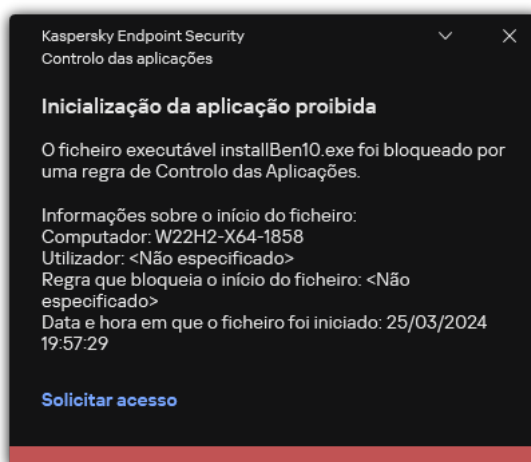 Kaspersky Endpoint Security
Controlo das aplicações
Inicialização da aplicação proibida
O ficheiro executável installBen10.exe foi bloqueado por
uma regra de Controlo das Aplicações.
Informações sobre o início do ficheiro:
Computador: W22H2-X64-1858
Utilizador: <Não especificado>
Regra que bloqueia o início do ficheiro: <Não
especificado>
Data e hora em que o ficheiro foi iniciado: 25/03/2024
19:57:29
Solicitar acesso